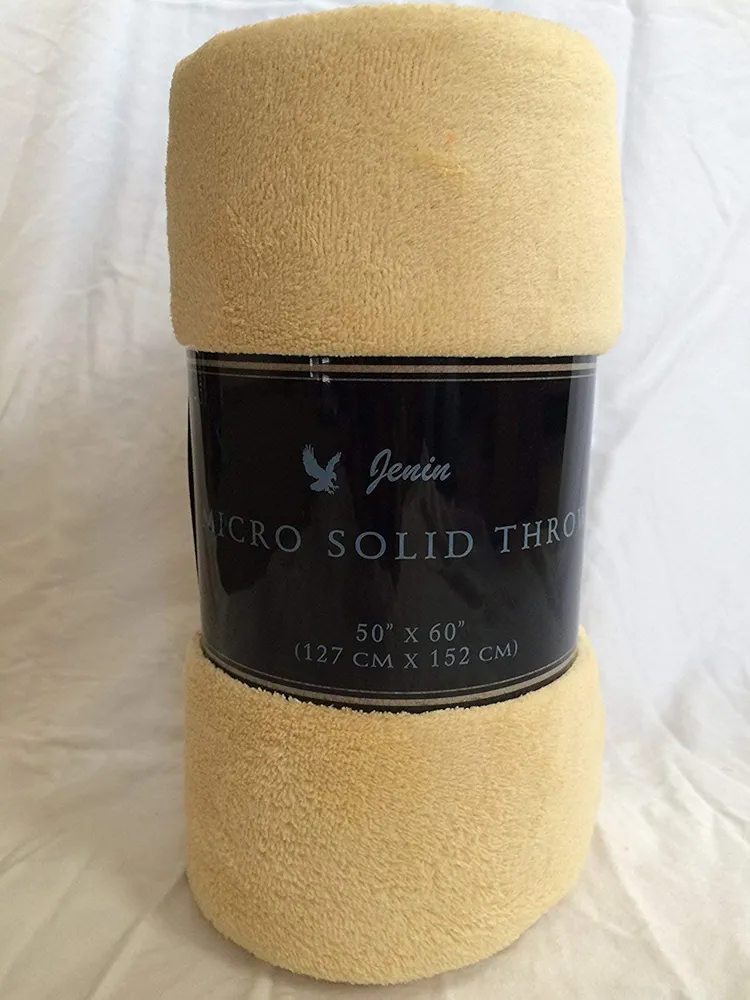 Jenin
MICRO SOLID THROW
50" X 60"
(127 CM X 152 CM)